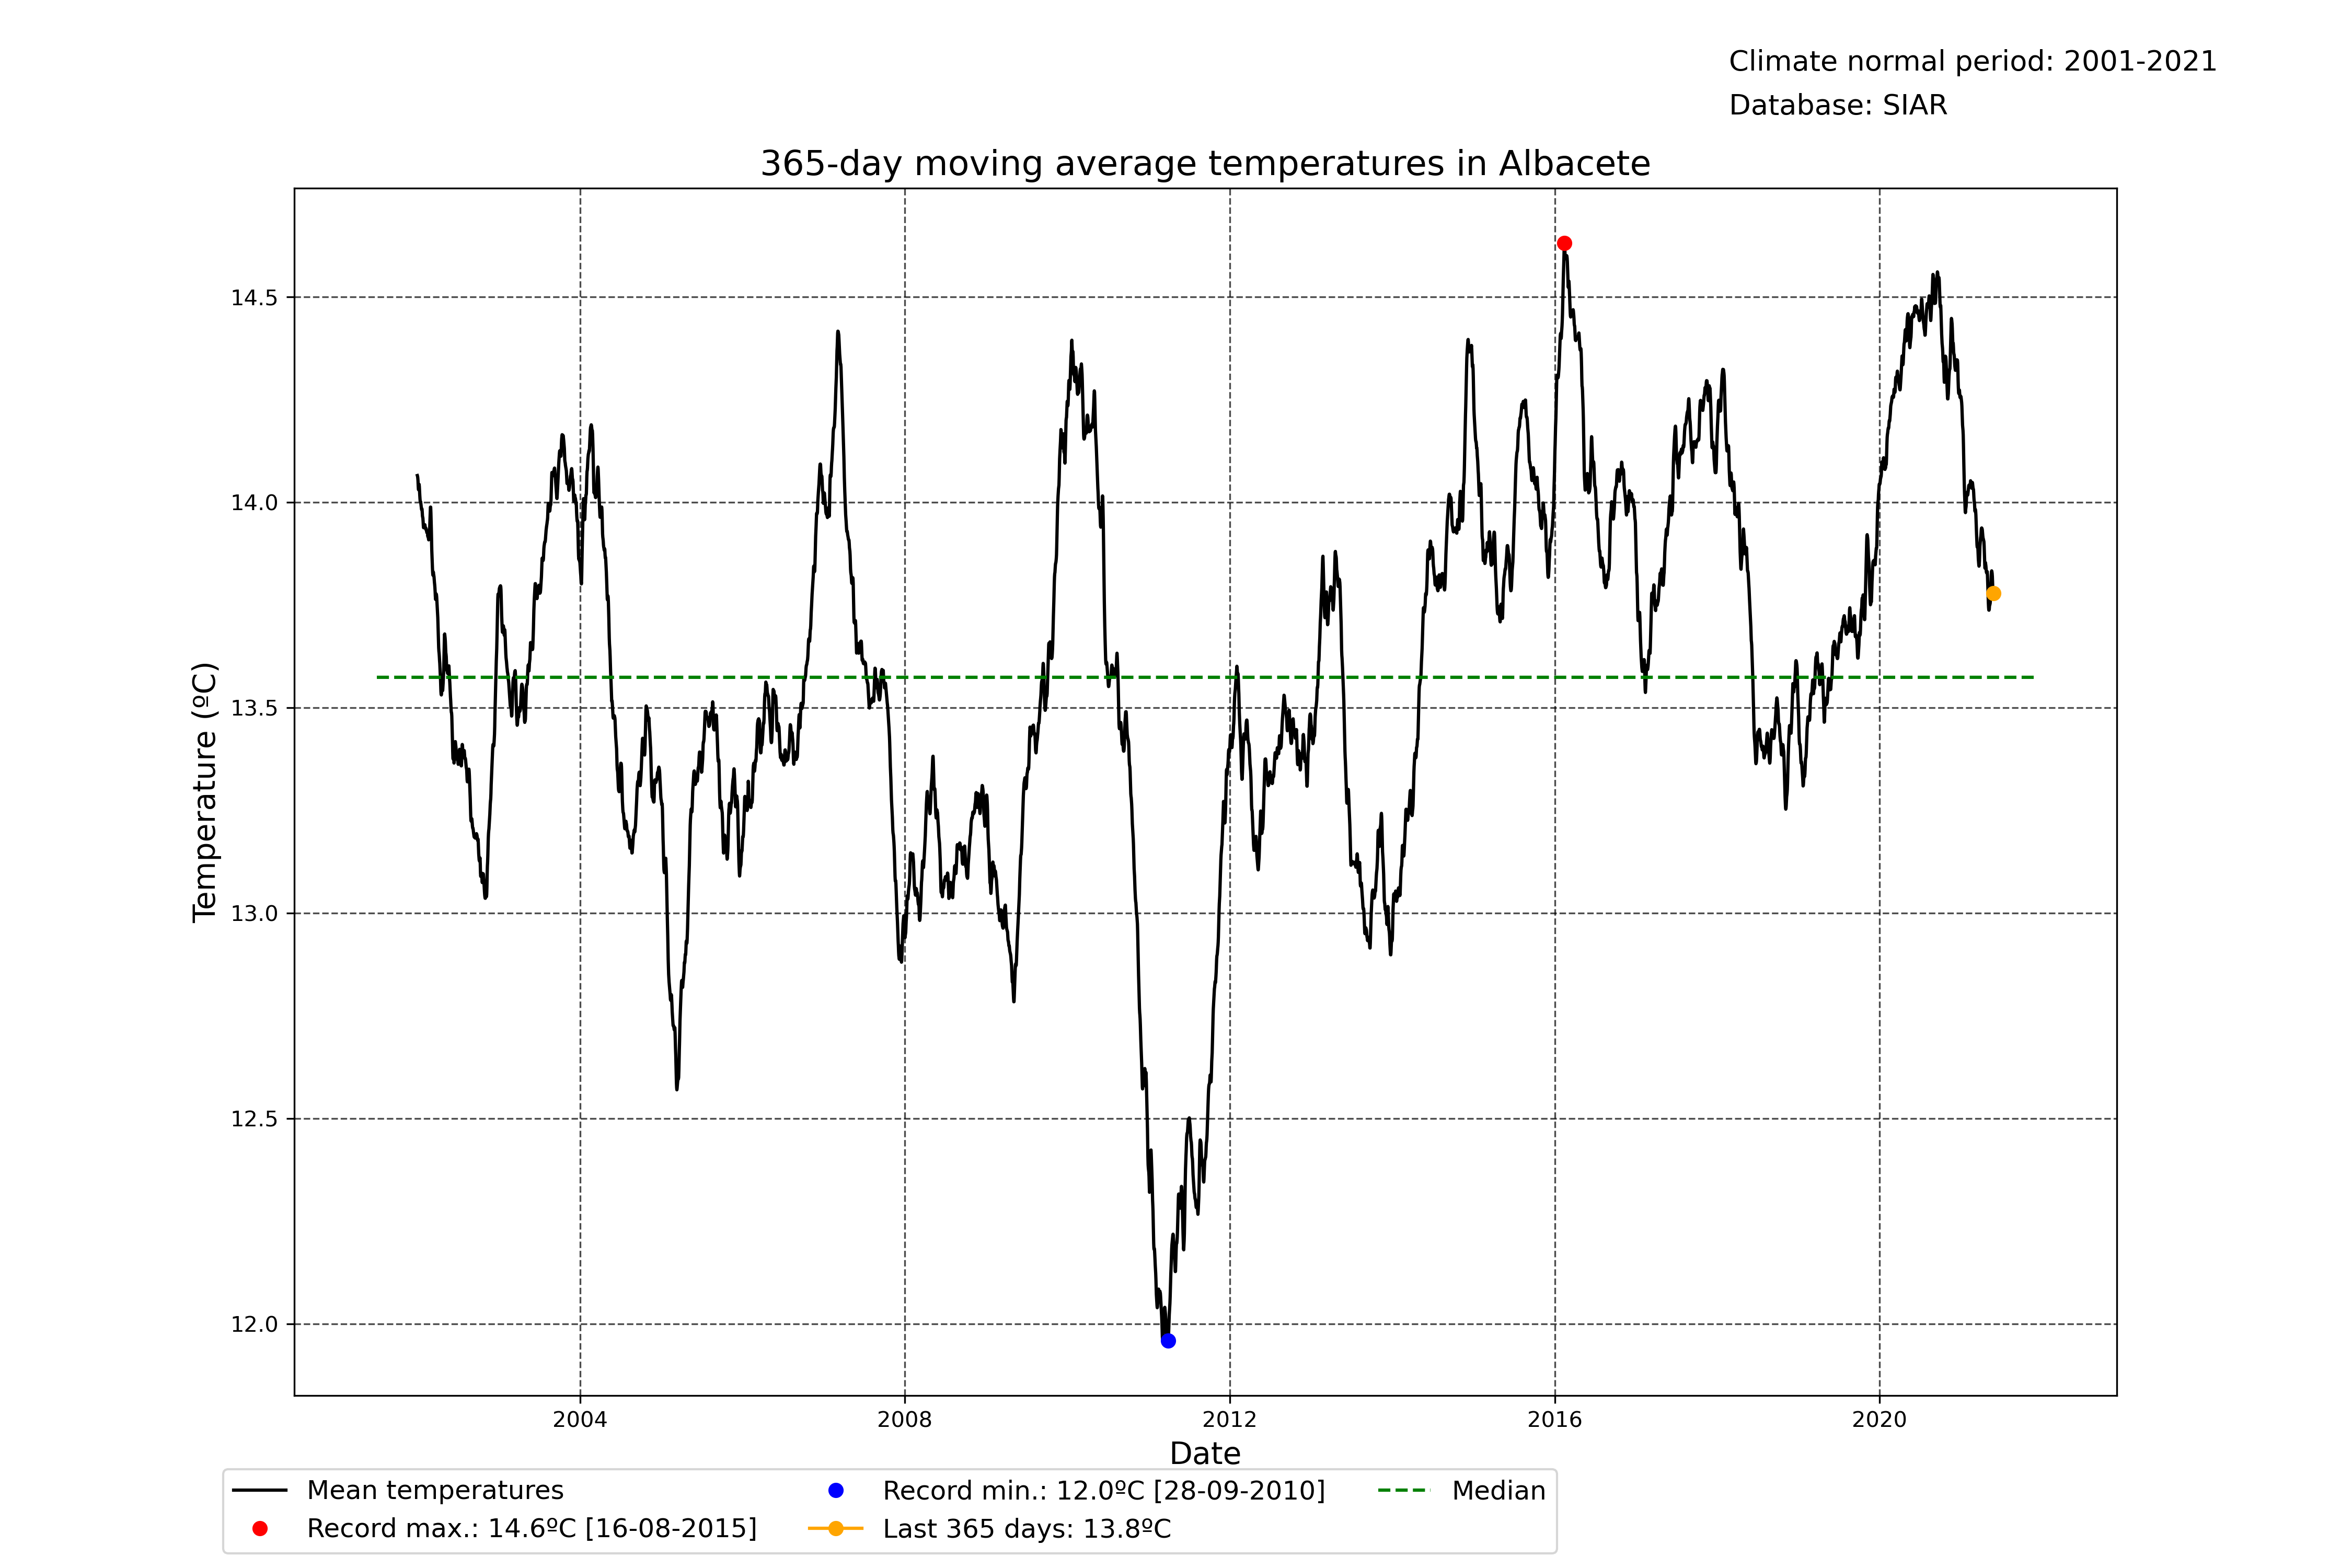 Climate normal period: 2001-2021
Database: SIAR
365-day moving average temperatures in Albacete
14.5
14.0
13.5
13.0
12.5
12.0
Temperature (ºC)
2004 2008 2012 2016 2020
Date
Mean temperatures
Record max.: 14.6ºC [16-08-2015]
Record min.: 12.0ºC [28-09-2010]
Last 365 days: 13.8ºC
Median